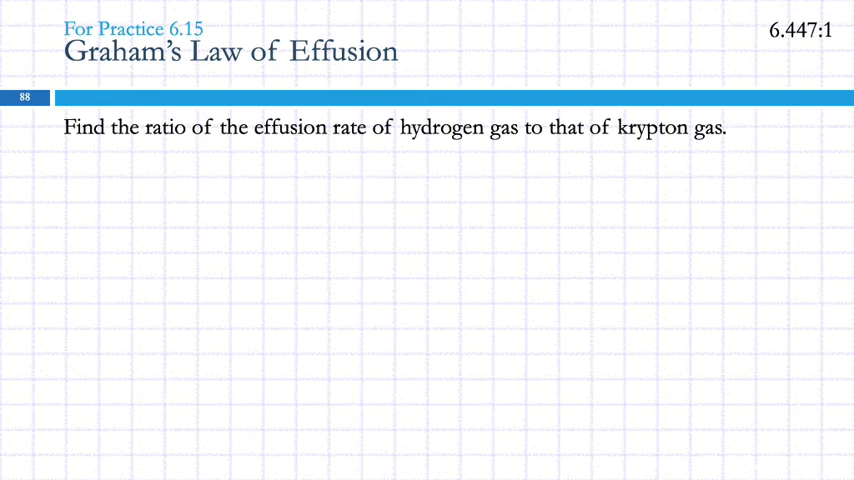 For Practice 6.15
6.447:1
Graham's Law of Effusion
88
Find the ratio of the effusion rate of hydrogen gas to that of krypton gas.